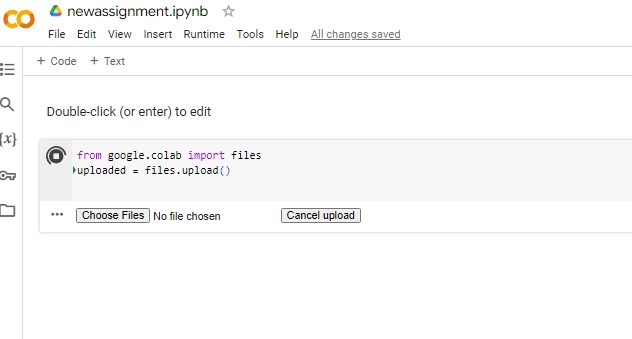 newassignment.ipynb
File Edit View Insert Runtime Tools Help All changes saved
+ Code + Text
Double-click (or enter) to edit
{x}
from google.colab import files
uploaded = files.upload()
Choose Files No file chosen Cancel upload